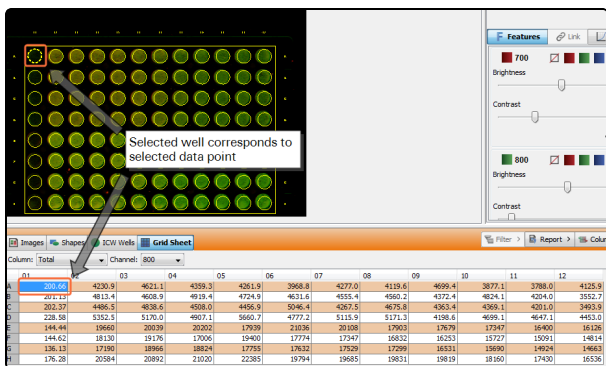 Features Link
700
Brightness
Contrast
Selected well corresponds to
selected data point
800
Brightness
Contrast
Images Shapes ICW Wells Grid Sheet Filter > Report > Colum
Column: Total Channel: 800
01 02 03 04 05 06 07 08 09 10 11 12
A 200.66 4230.9 4621.1 4359.3 4261.9 3968.8 4277.0 4119.6 4699.4 3877.1 3788.0 4125.9
B 201.13 4813.4 4608.9 4919.4 4724.9 4631.6 4555.4 4560.2 4372.4 4824.1 4204.0 3552.7
C 202.37 4486.5 4838.6 4508.0 4456.9 5046.4 4267.5 4675.8 4363.4 4369.1 4201.0 3493.9
D 228.58 5352.5 5170.0 4907.1 5660.7 4777.2 5115.9 5171.3 4198.6 4699.1 4647.1 4453.0
E 144.44 19660 20039 20202 17939 21036 20108 17903 17679 17347 16400 16126
F 144.62 18130 19176 17006 19400 17774 17347 16832 16253 15727 15091 14814
G 136.13 17190 18966 18824 17755 17632 17529 17299 16531 15690 14924 14663
H 176.28 20584 20892 21020 22385 19794 19685 19831 19819 18160 17430 16536